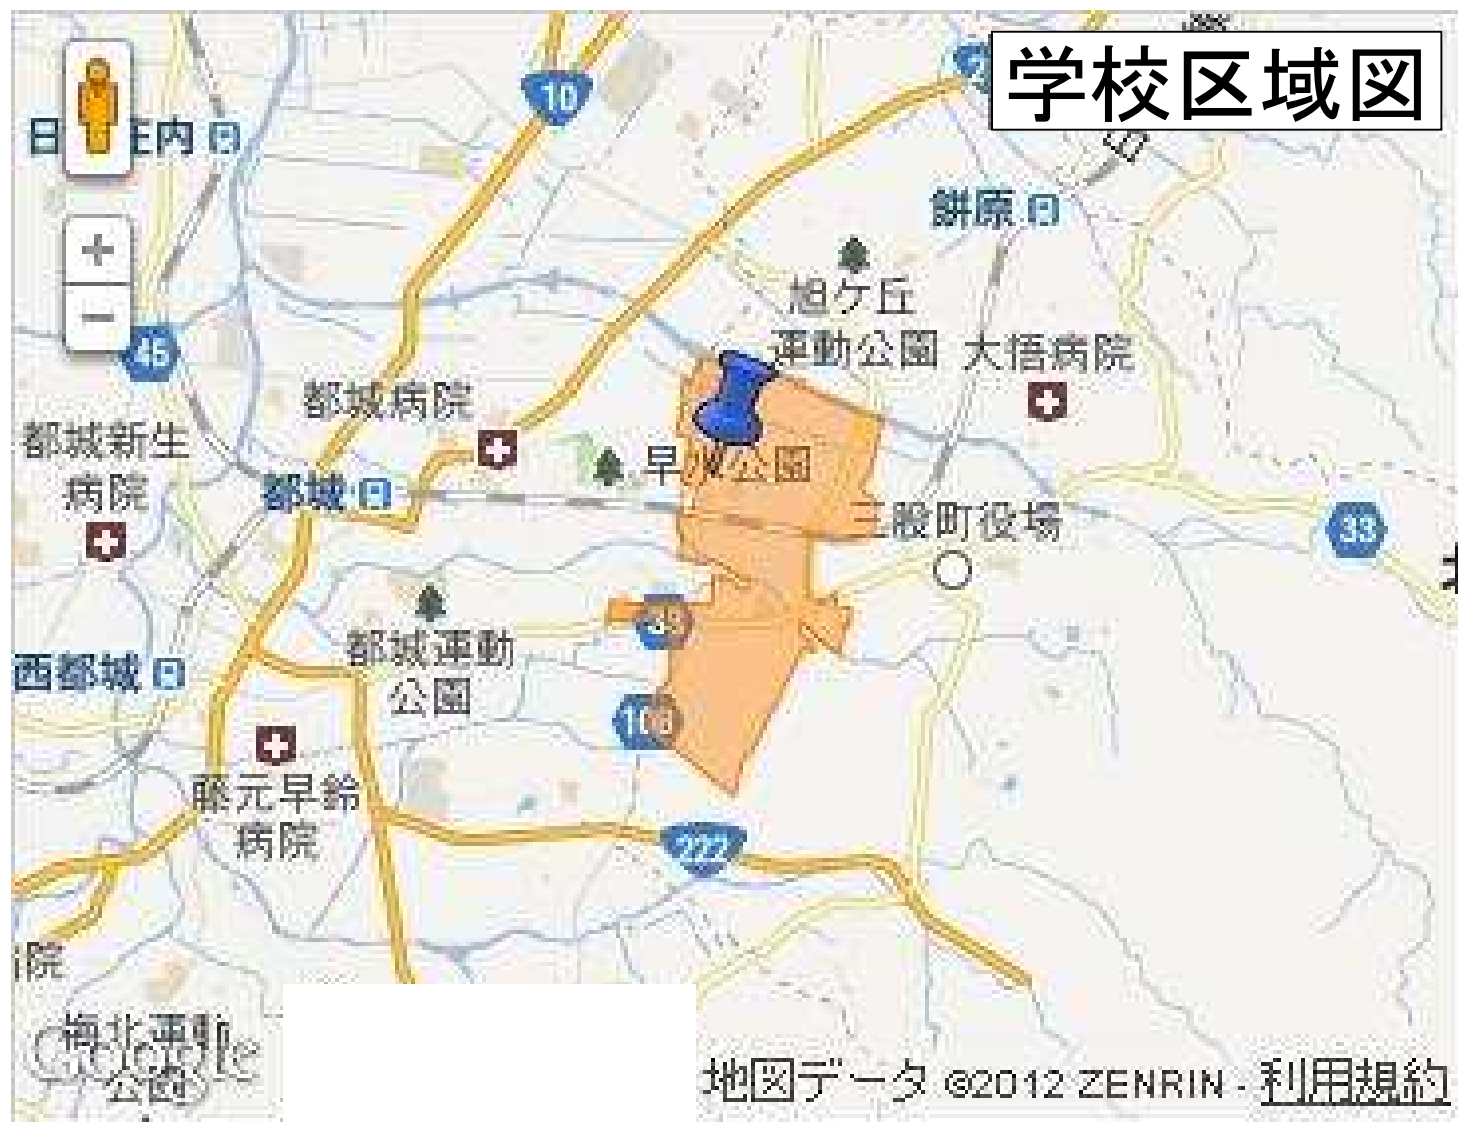 学校区域図
10
日
庄内
餅原
旭ケ丘
運動公園
大悟病院
46
都城病院
都城新生
病院
早水公園
都城
三股町役場
33
都城運動
公園
西都城
藤元早鈴
病院
222
病院
梅北運動
公園
Google
地図データ ©2012 ZENRIN - 利用規約
+
−